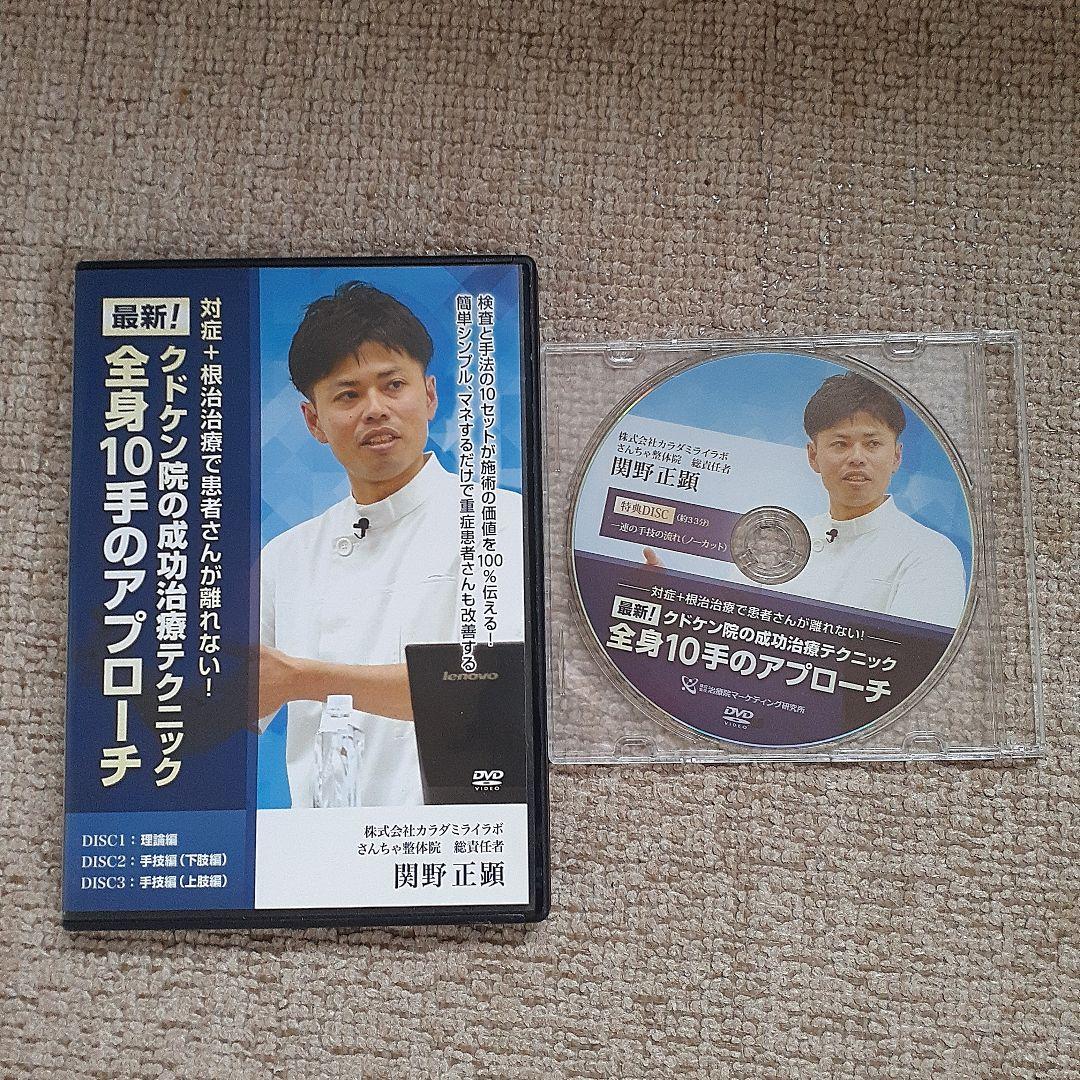 検査と手法の10セットが施術の価値を100%伝える!
簡単シンプル、マネするだけで重症患者さんも改善する
対症+根治治療で患者さんが離れない!
最新!
クドケン院の成功治療テクニック
全身10手のアプローチ
lenovo
DVD
VIDEO
DISC1:理論編
DISC2:手技編(下肢編)
DISC3:手技編(上肢編)
株式会社カラダミライラボ
さんちゃ整体院 総責任者
関野正顕
株式会社カラダミライラボ
さんちゃ整体院 総責任者
関野正顕
特典DISC (約33分)
一連の手技の流れ(ノーカット)
対症+根治治療で患者さんが離れない!
最新! クドケン院の成功治療テクニック
全身10手のアプローチ
治療院マーケティング研究所
DVD
VIDEO